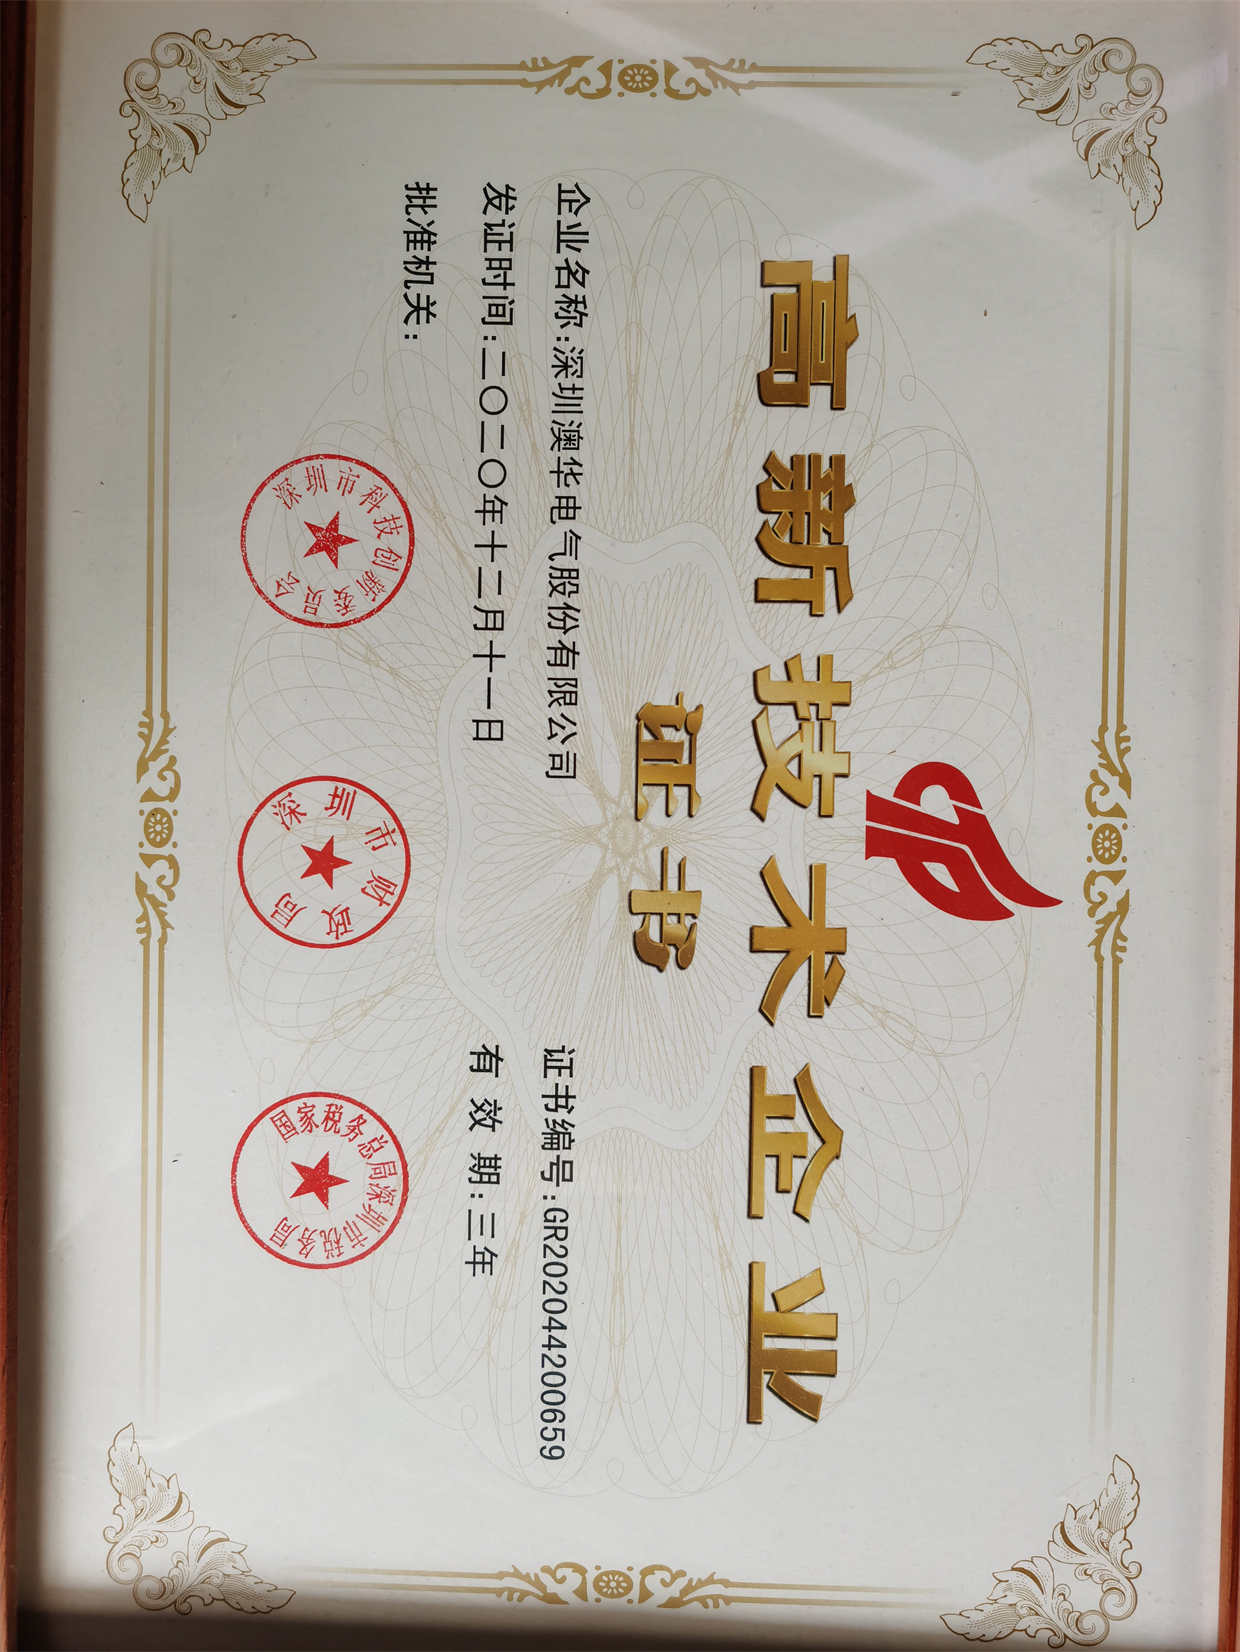 高新技术企业
证书
企业名称:深圳澳华电气股份有限公司
证书编号:GR202044200659
发证时间:二〇二〇年十二月十一日
有效期:三年
批准机关:
深圳市科技创新委员会
深圳市财政局
国家税务总局深圳市税务局